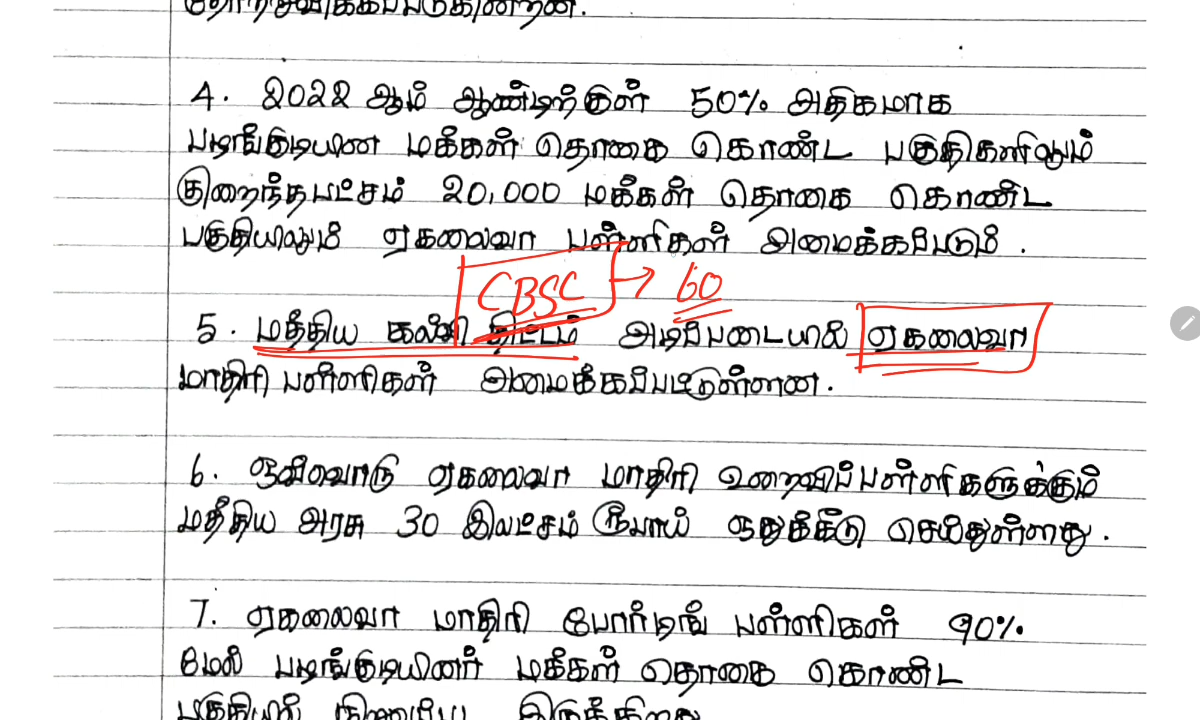 4. 2022 ஆம் ஆண்டிற்குள் 50% அதிகமாக
பழங்குடியின மக்கள் தொகை கொண்ட பகுதிகளிலும்
குறைந்தபட்சம் 20,000 மக்கள் தொகை கொண்ட
பகுதியிலும் ஏகலைவா பள்ளிகள் அமைக்கப்படும்.
CBSC → 60
5. மத்திய கல்வி திட்டம் அடிப்படையில் ஏகலைவா
மாதிரி பள்ளிகள் அமைக்கப்பட்டுள்ளன.
6. ஒவ்வொரு ஏகலைவா மாதிரி உறைவிடப்பள்ளிகளுக்கும்
மத்திய அரசு 30 இலட்சம் ரூபாய் ஒதுக்கீடு செய்துள்ளது.
7. ஏகலைவா மாதிரி போர்டிங் பள்ளிகள் 90%
மேல் பழங்குடியினர் மக்கள் தொகை கொண்ட